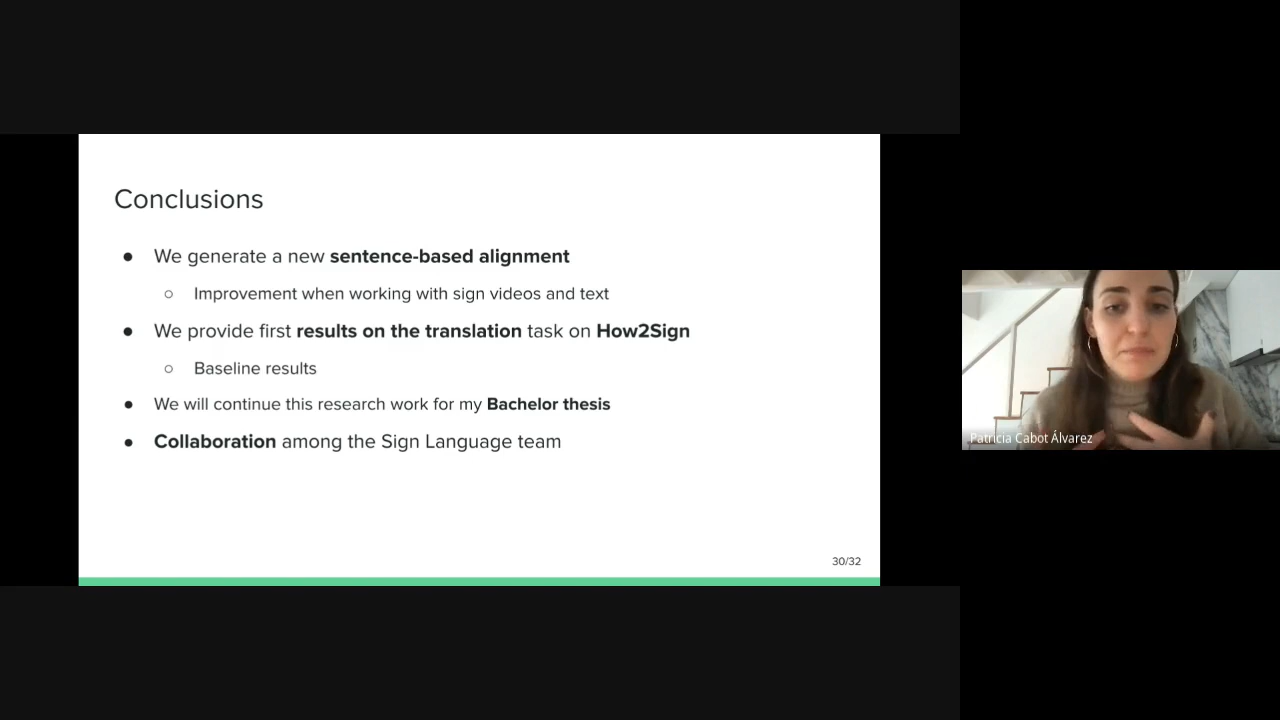 Conclusions
● We generate a new sentence-based alignment
○ Improvement when working with sign videos and text
● We provide first results on the translation task on How2Sign
○ Baseline results
● We will continue this research work for my Bachelor thesis
● Collaboration among the Sign Language team
30/32
Patricia Cabot Álvarez